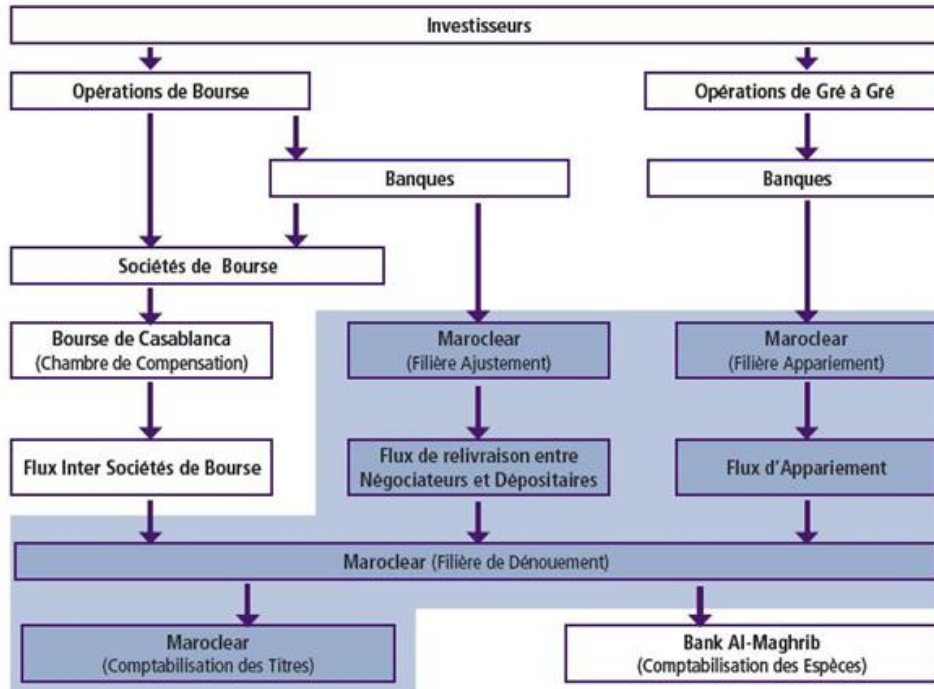 Investisseurs
Opérations de Bourse
Opérations de Gré à Gré
Banques
Banques
Sociétés de Bourse
Bourse de Casablanca
(Chambre de Compensation)
Maroclear
(Filière Ajustement)
Maroclear
(Filière Appariement)
Flux Inter Sociétés de Bourse
Flux de relivraison entre
Négociateurs et Dépositaires
Flux d’Appariement
Maroclear (Filière de Dénouement)
Maroclear
(Comptabilisation des Titres)
Bank Al-Maghrib
(Comptabilisation des Espèces)